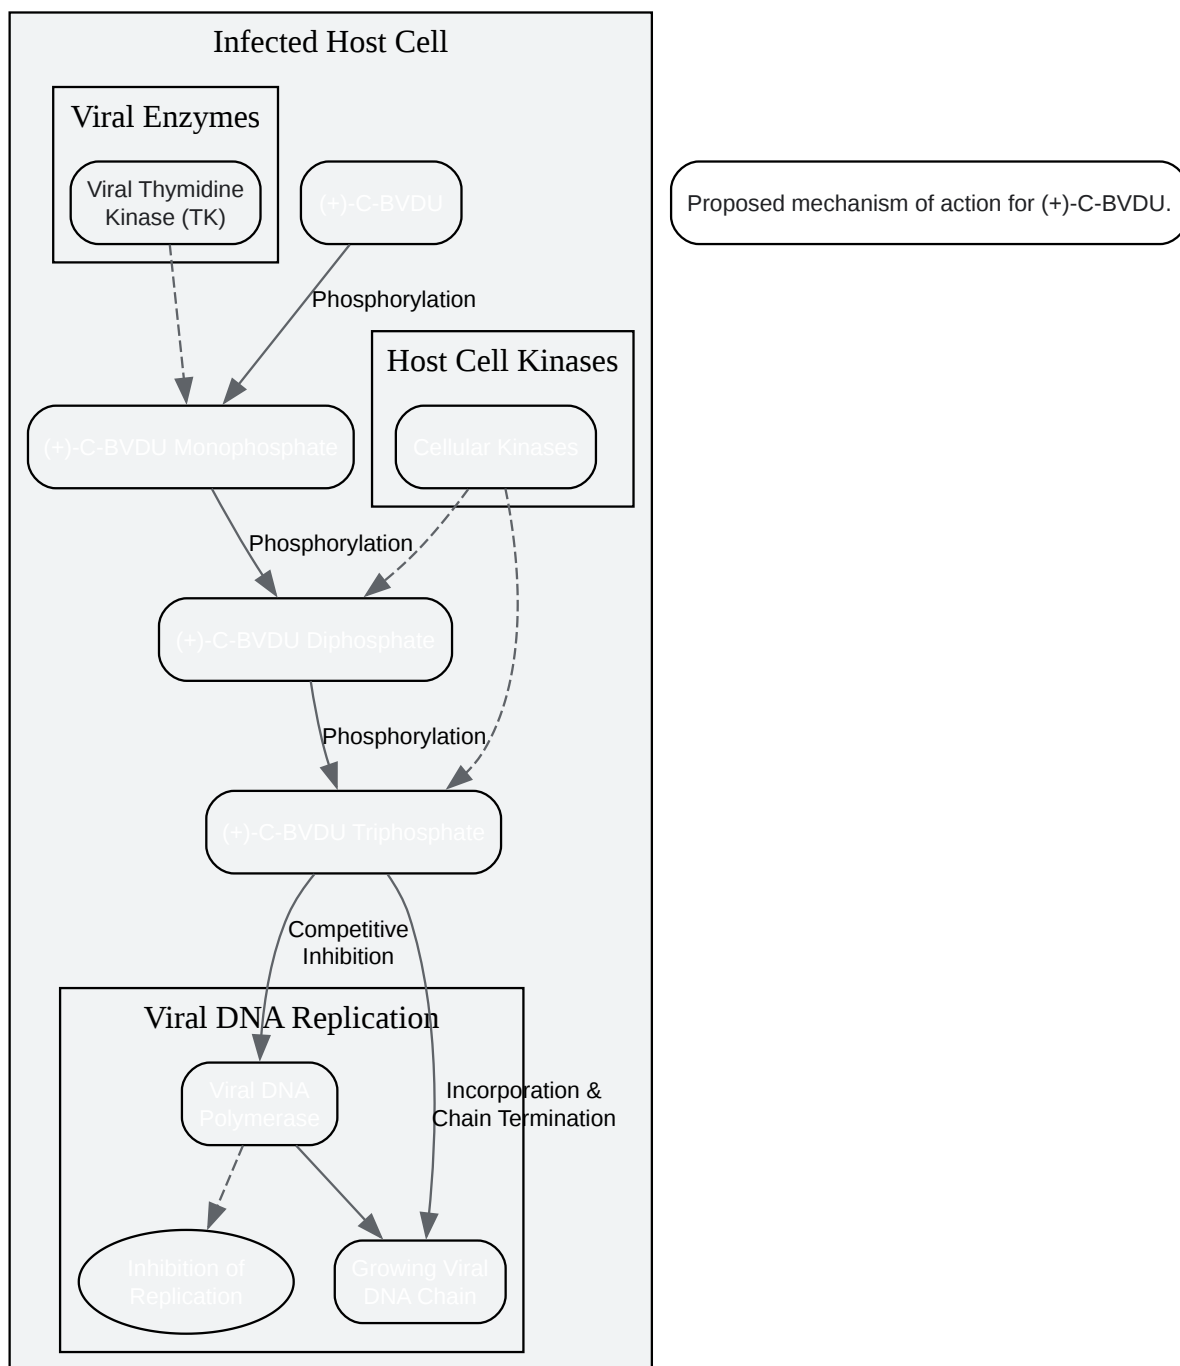 Infected Host Cell
Viral Enzymes
Viral Thymidine
Kinase (TK)
(+)-C-BVDU
Proposed mechanism of action for (+)-C-BVDU.
Phosphorylation
Host Cell Kinases
(+)-C-BVDU Monophosphate
Cellular Kinases
Phosphorylation
(+)-C-BVDU Diphosphate
Phosphorylation
(+)-C-BVDU Triphosphate
Competitive
Inhibition
Viral DNA Replication
Viral DNA
Polymerase
Incorporation &
Chain Termination
Inhibition of
Replication
Growing Viral
DNA Chain